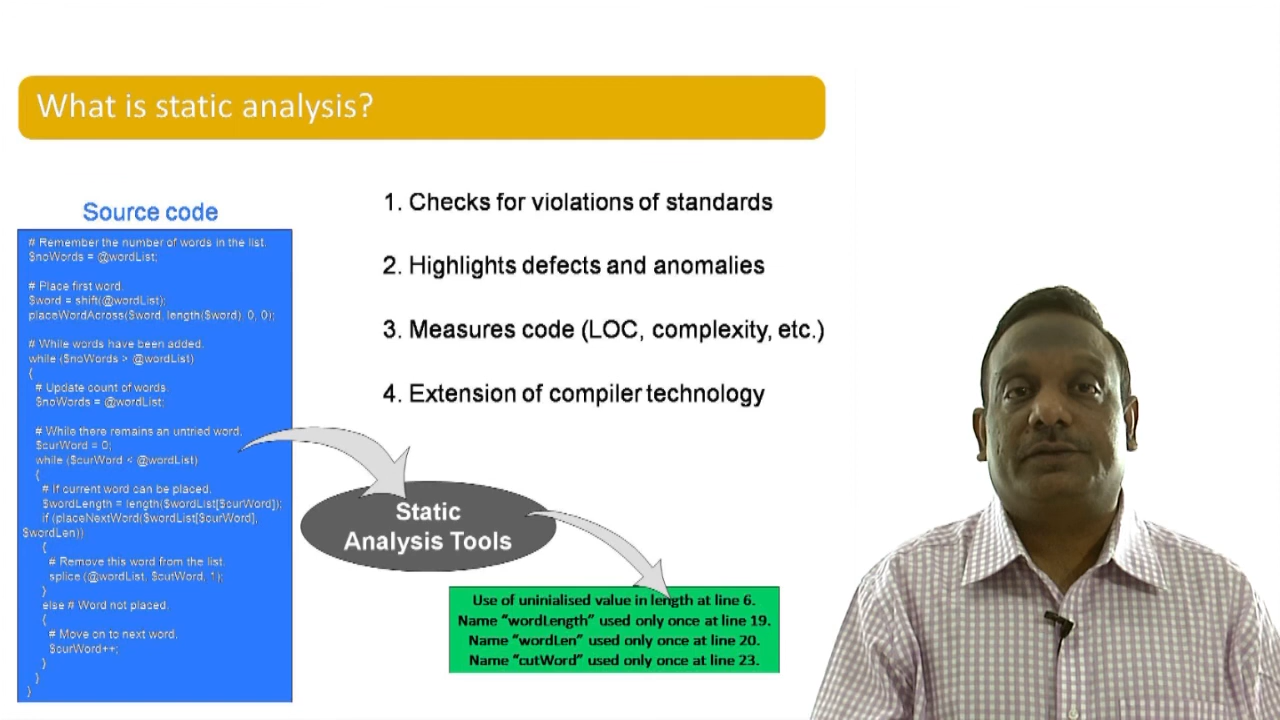 What is static analysis?
Source code
# Remember the number of words in the list.
$noWords = @wordList;
# Place first word.
$word = shift(@wordList);
placeWordAcross($word, length($word), 0, 0);
# While words have been added.
while ($noWords > @wordList)
{
# Update count of words.
$noWords = @wordList;
# While there remains an untried word.
$curWord = 0;
while ($curWord < @wordList)
{
# If current word can be placed.
$wordLength = length($wordList[$curWord]);
if (placeNextWord($wordList[$curWord],
$wordLen))
{
# Remove this word from the list.
splice (@wordList, $cutWord, 1);
}
else # Word not placed.
{
# Move on to next word.
$curWord++;
}
}
}
1. Checks for violations of standards
2. Highlights defects and anomalies
3. Measures code (LOC, complexity, etc.)
4. Extension of compiler technology
Static
Analysis Tools
Use of uninialised value in length at line 6.
Name "wordLength" used only once at line 19.
Name "wordLen" used only once at line 20.
Name "cutWord" used only once at line 23.